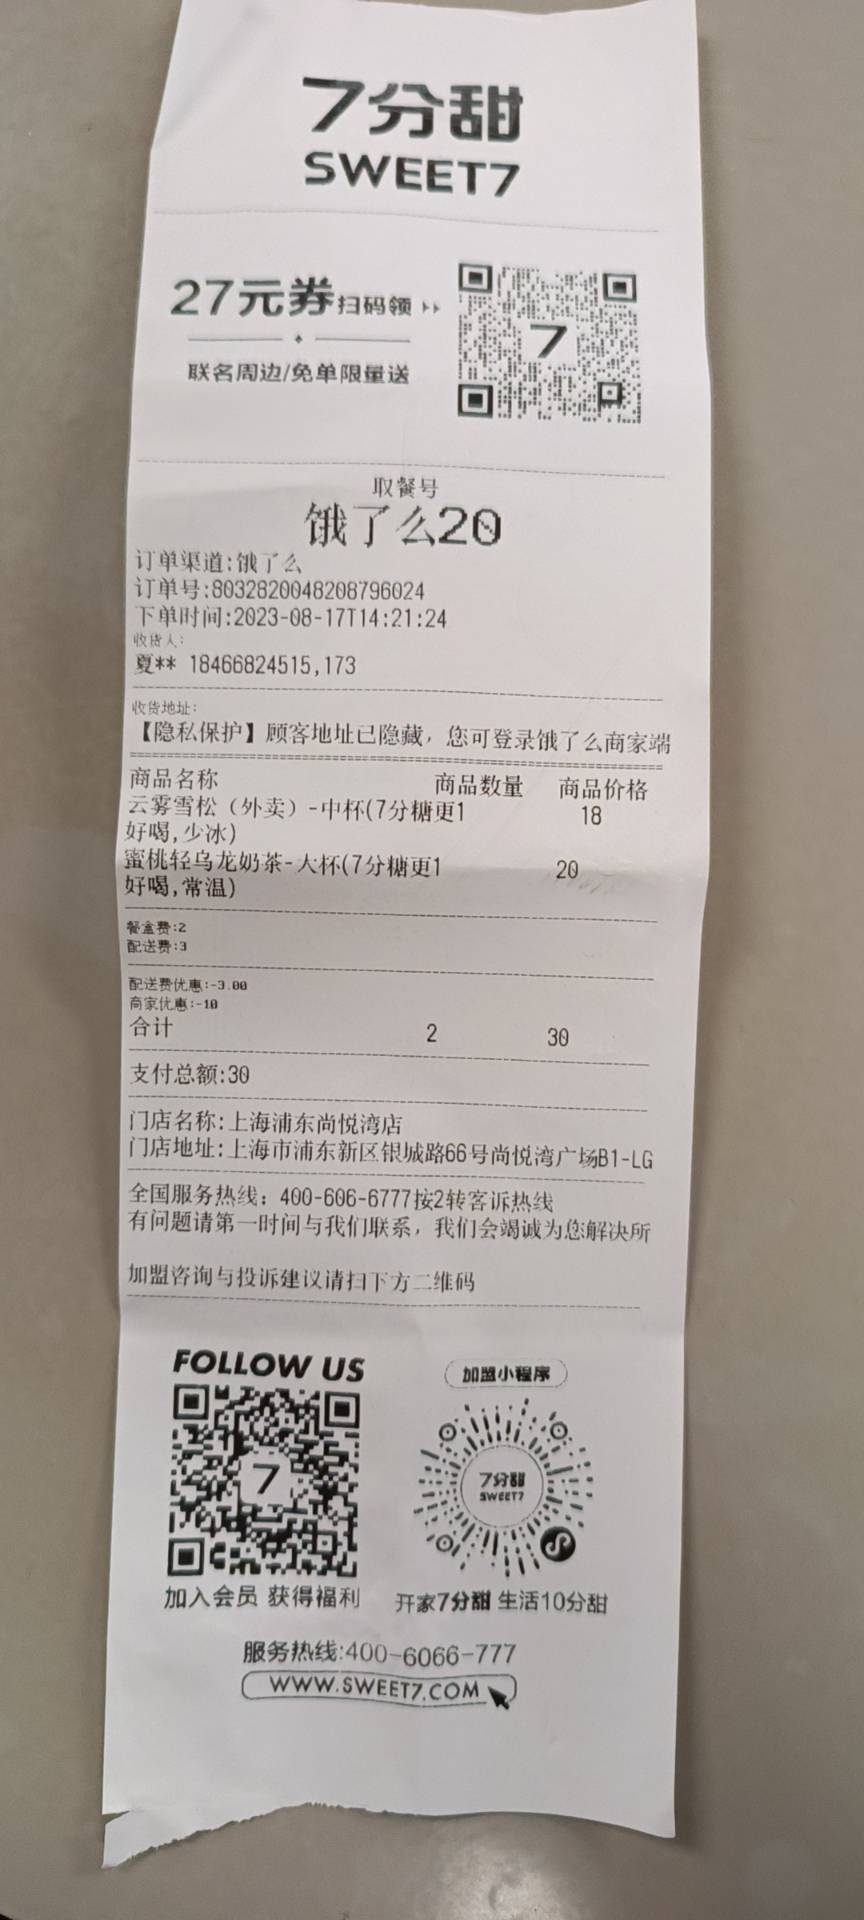 7分甜
SWEET7
27元券扫码领
联名周边/免单限量送
7
取餐号
饿了么20
订单渠道:饿了么
订单号:8032820048208796024
下单时间:2023-08-17T14:21:24
收货人:
夏** 18466824515,173
收货地址:
【隐私保护】顾客地址已隐藏，您可登录饿了么商家端
商品名称 商品数量 商品价格
云雾雪松（外卖）-中杯(7分糖更1 18
好喝,少冰)
蜜桃轻乌龙奶茶-大杯(7分糖更1 20
好喝,常温)
餐盒费:2
配送费:3
配送费优惠:-3.00
商家优惠:-10
合计 2 30
支付总额:30
门店名称:上海浦东尚悦湾店
门店地址:上海市浦东新区银城路66号尚悦湾广场B1-LG
全国服务热线：400-606-6777按2转客诉热线
有问题请第一时间与我们联系，我们会竭诚为您解决所
加盟咨询与投诉建议请扫下方二维码
FOLLOW US
7
加入会员 获得福利
加盟小程序
7分甜
SWEET7
开家7分甜 生活10分甜
服务热线:400-6066-777
WWW.SWEET7.COM